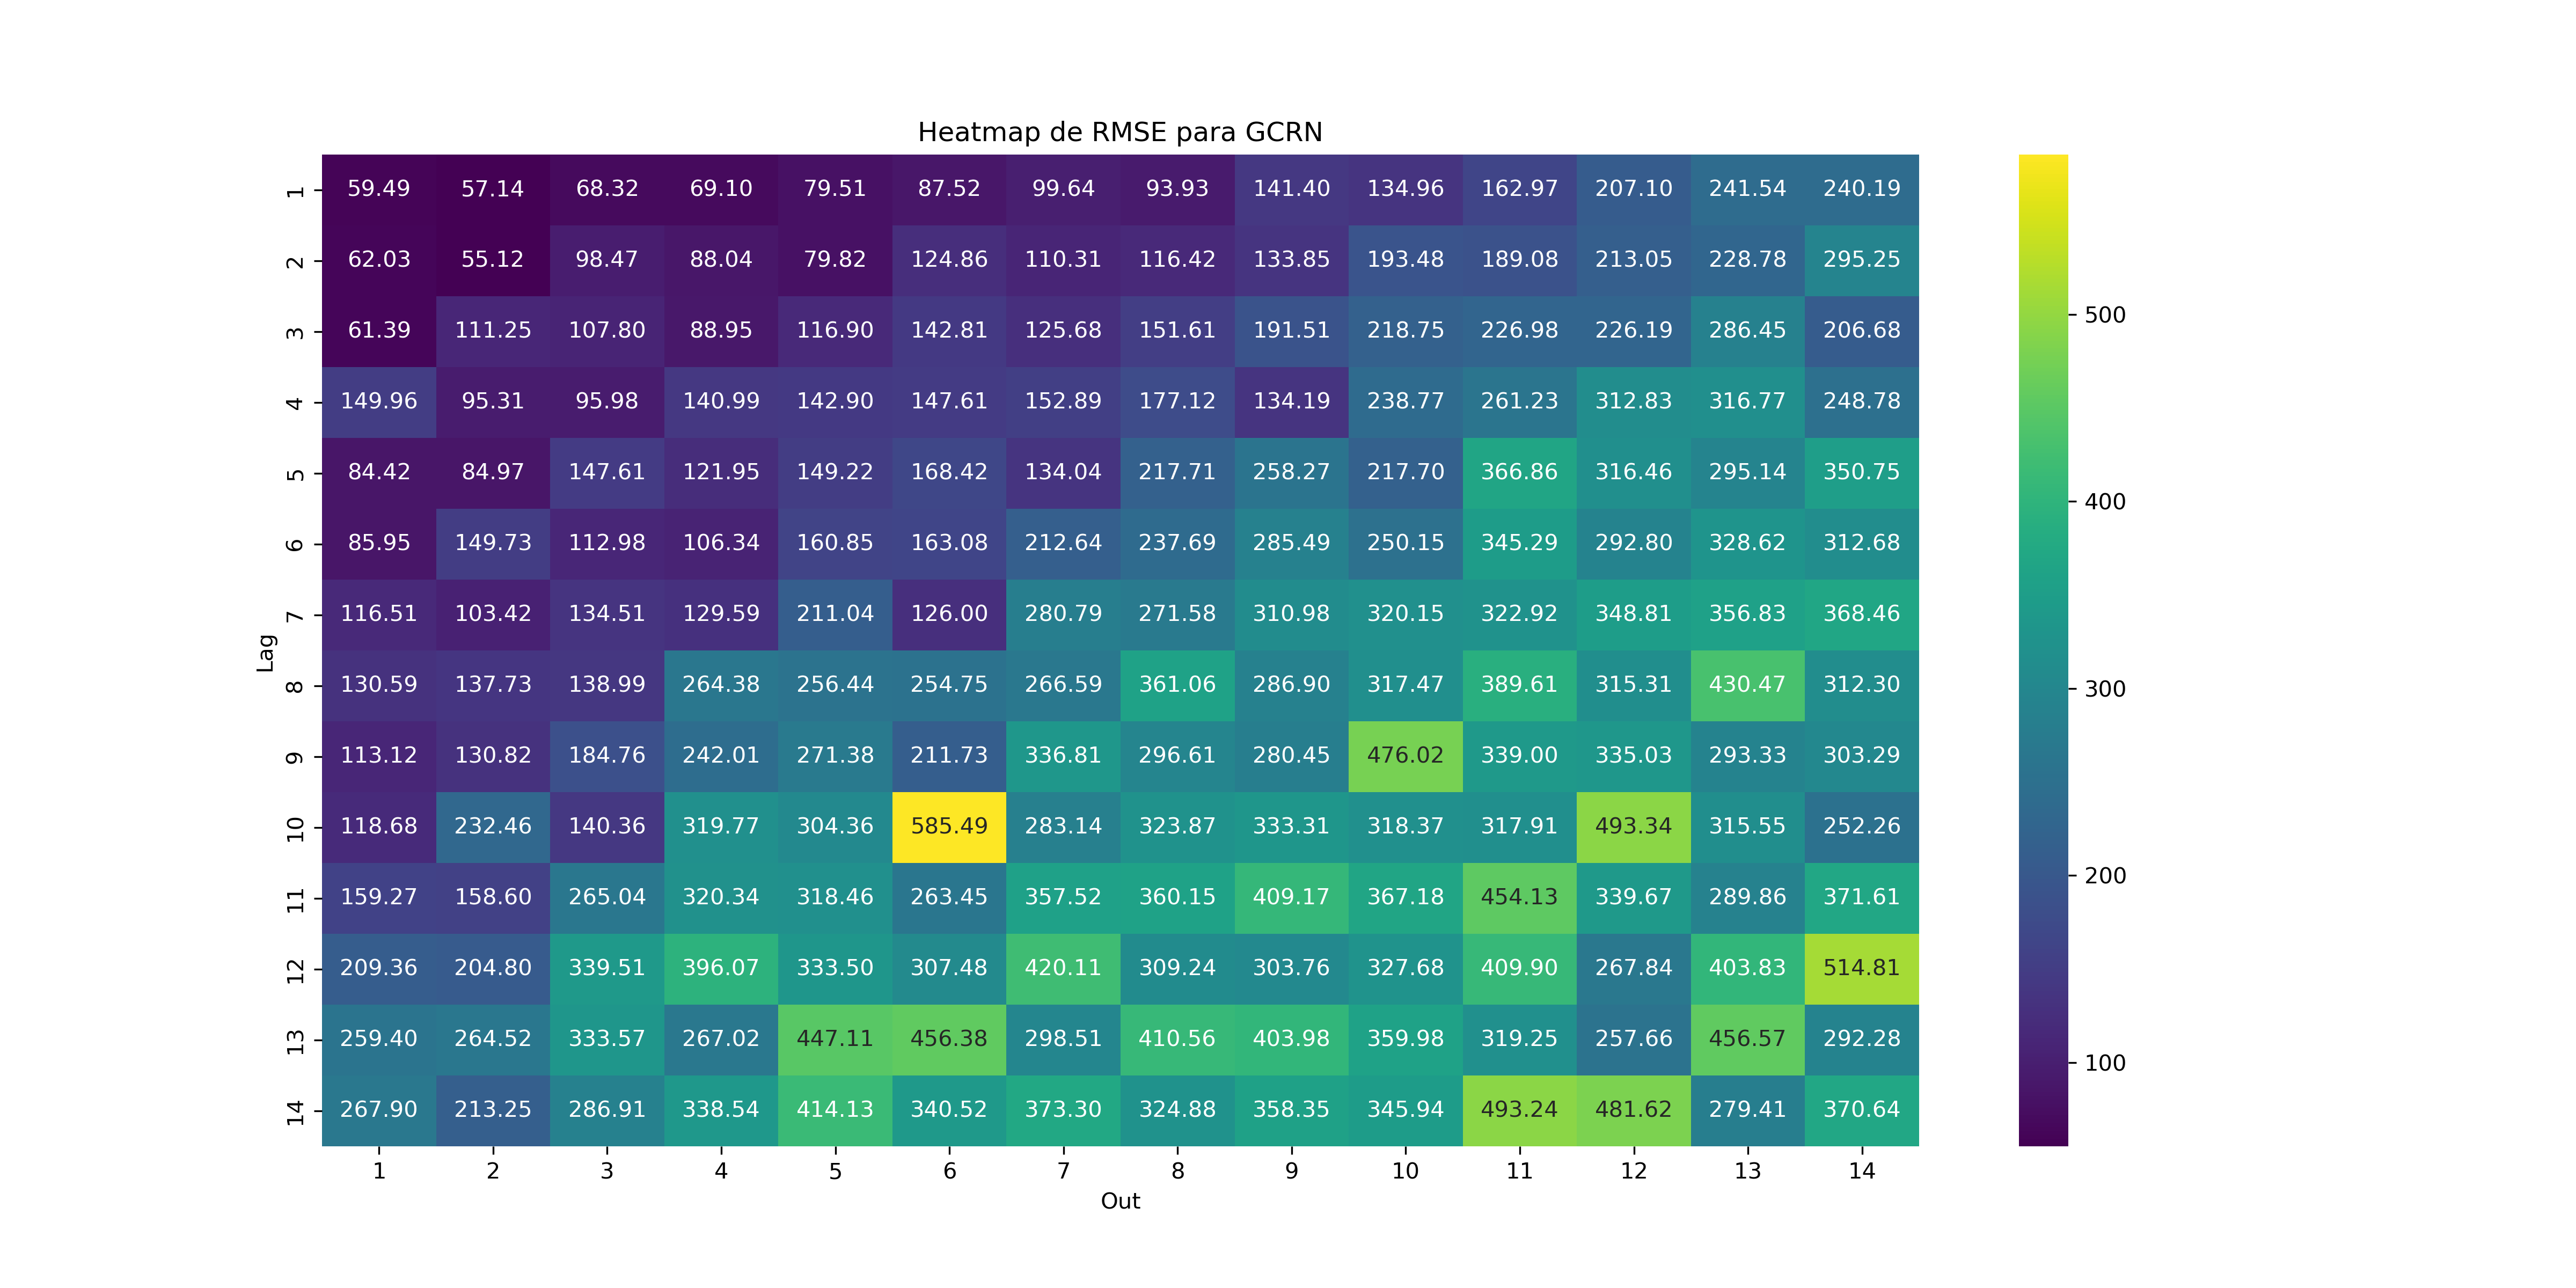 Heatmap de RMSE para GCRN
1 59.49 57.14 68.32 69.10 79.51 87.52 99.64 93.93 141.40 134.96 162.97 207.10 241.54 240.19
2 62.03 55.12 98.47 88.04 79.82 124.86 110.31 116.42 133.85 193.48 189.08 213.05 228.78 295.25
3 61.39 111.25 107.80 88.95 116.90 142.81 125.68 151.61 191.51 218.75 226.98 226.19 286.45 206.68
4 149.96 95.31 95.98 140.99 142.90 147.61 152.89 177.12 134.19 238.77 261.23 312.83 316.77 248.78
5 84.42 84.97 147.61 121.95 149.22 168.42 134.04 217.71 258.27 217.70 366.86 316.46 295.14 350.75
6 85.95 149.73 112.98 106.34 160.85 163.08 212.64 237.69 285.49 250.15 345.29 292.80 328.62 312.68
7 116.51 103.42 134.51 129.59 211.04 126.00 280.79 271.58 310.98 320.15 322.92 348.81 356.83 368.46
8 130.59 137.73 138.99 264.38 256.44 254.75 266.59 361.06 286.90 317.47 389.61 315.31 430.47 312.30
9 113.12 130.82 184.76 242.01 271.38 211.73 336.81 296.61 280.45 476.02 339.00 335.03 293.33 303.29
10 118.68 232.46 140.36 319.77 304.36 585.49 283.14 323.87 333.31 318.37 317.91 493.34 315.55 252.26
11 159.27 158.60 265.04 320.34 318.46 263.45 357.52 360.15 409.17 367.18 454.13 339.67 289.86 371.61
12 209.36 204.80 339.51 396.07 333.50 307.48 420.11 309.24 303.76 327.68 409.90 267.84 403.83 514.81
13 259.40 264.52 333.57 267.02 447.11 456.38 298.51 410.56 403.98 359.98 319.25 257.66 456.57 292.28
14 267.90 213.25 286.91 338.54 414.13 340.52 373.30 324.88 358.35 345.94 493.24 481.62 279.41 370.64
1 2 3 4 5 6 7 8 9 10 11 12 13 14
Lag
Out
500
400
300
200
100